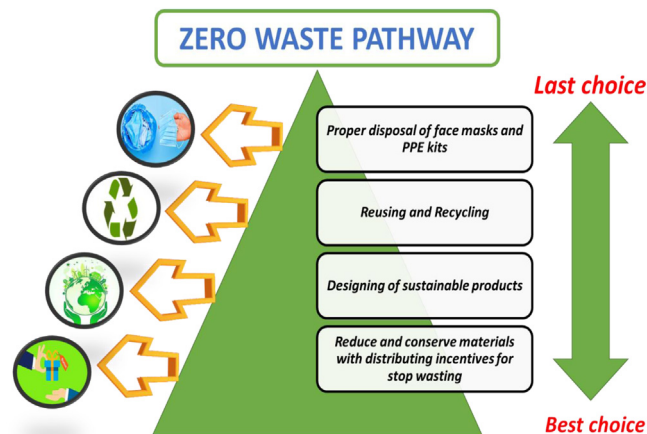 ZERO WASTE PATHWAY
Last choice
Proper disposal of face masks and
PPE kits
Reusing and Recycling
Designing of sustainable products
Reduce and conserve materials
with distributing incentives for
stop wasting
Best choice